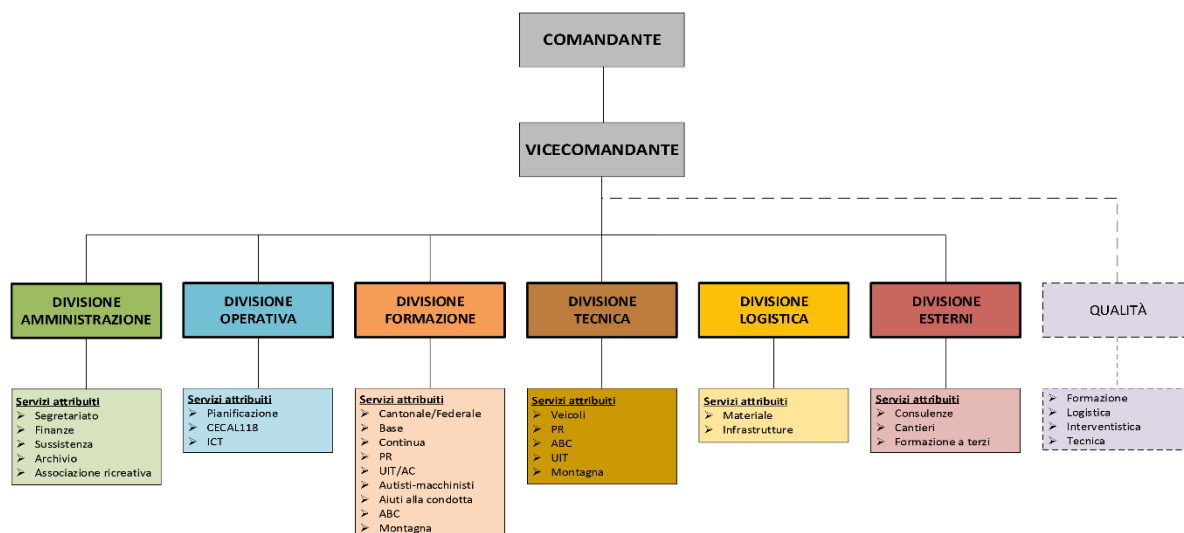 COMANDANTE
VICECOMANDANTE
DIVISIONE
AMMINISTRAZIONE
DIVISIONE
OPERATIVA
DIVISIONE
FORMAZIONE
DIVISIONE
TECNICA
DIVISIONE
LOGISTICA
DIVISIONE
ESTERNI
QUALITÀ
Servizi attribuiti
Segretariato
Finanze
Sussistenza
Archivio
Associazione ricreativa
Servizi attribuiti
Pianificazione
CECAL118
ICT
Servizi attribuiti
Cantonale/Federale
Base
Continua
PR
UIT/AC
Autisti-macchinisti
Aiuti alla condotta
ABC
Montagna
Servizi attribuiti
Veicoli
PR
ABC
UIT
Montagna
Servizi attribuiti
Materiale
Infrastrutture
Servizi attribuiti
Consulenze
Cantieri
Formazione a terzi
Formazione
Logistica
Interventistica
Tecnica